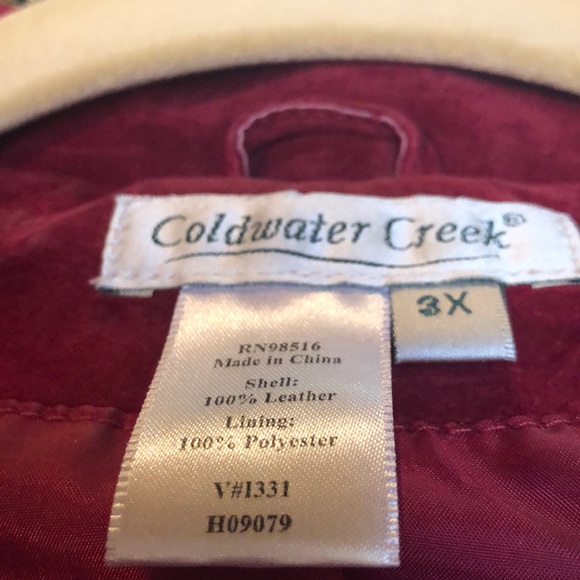 Coldwater Creek®
3X
RN98516
Made in China
Shell:
100% Leather
Lining:
100% Polyester
V#I331
H09079